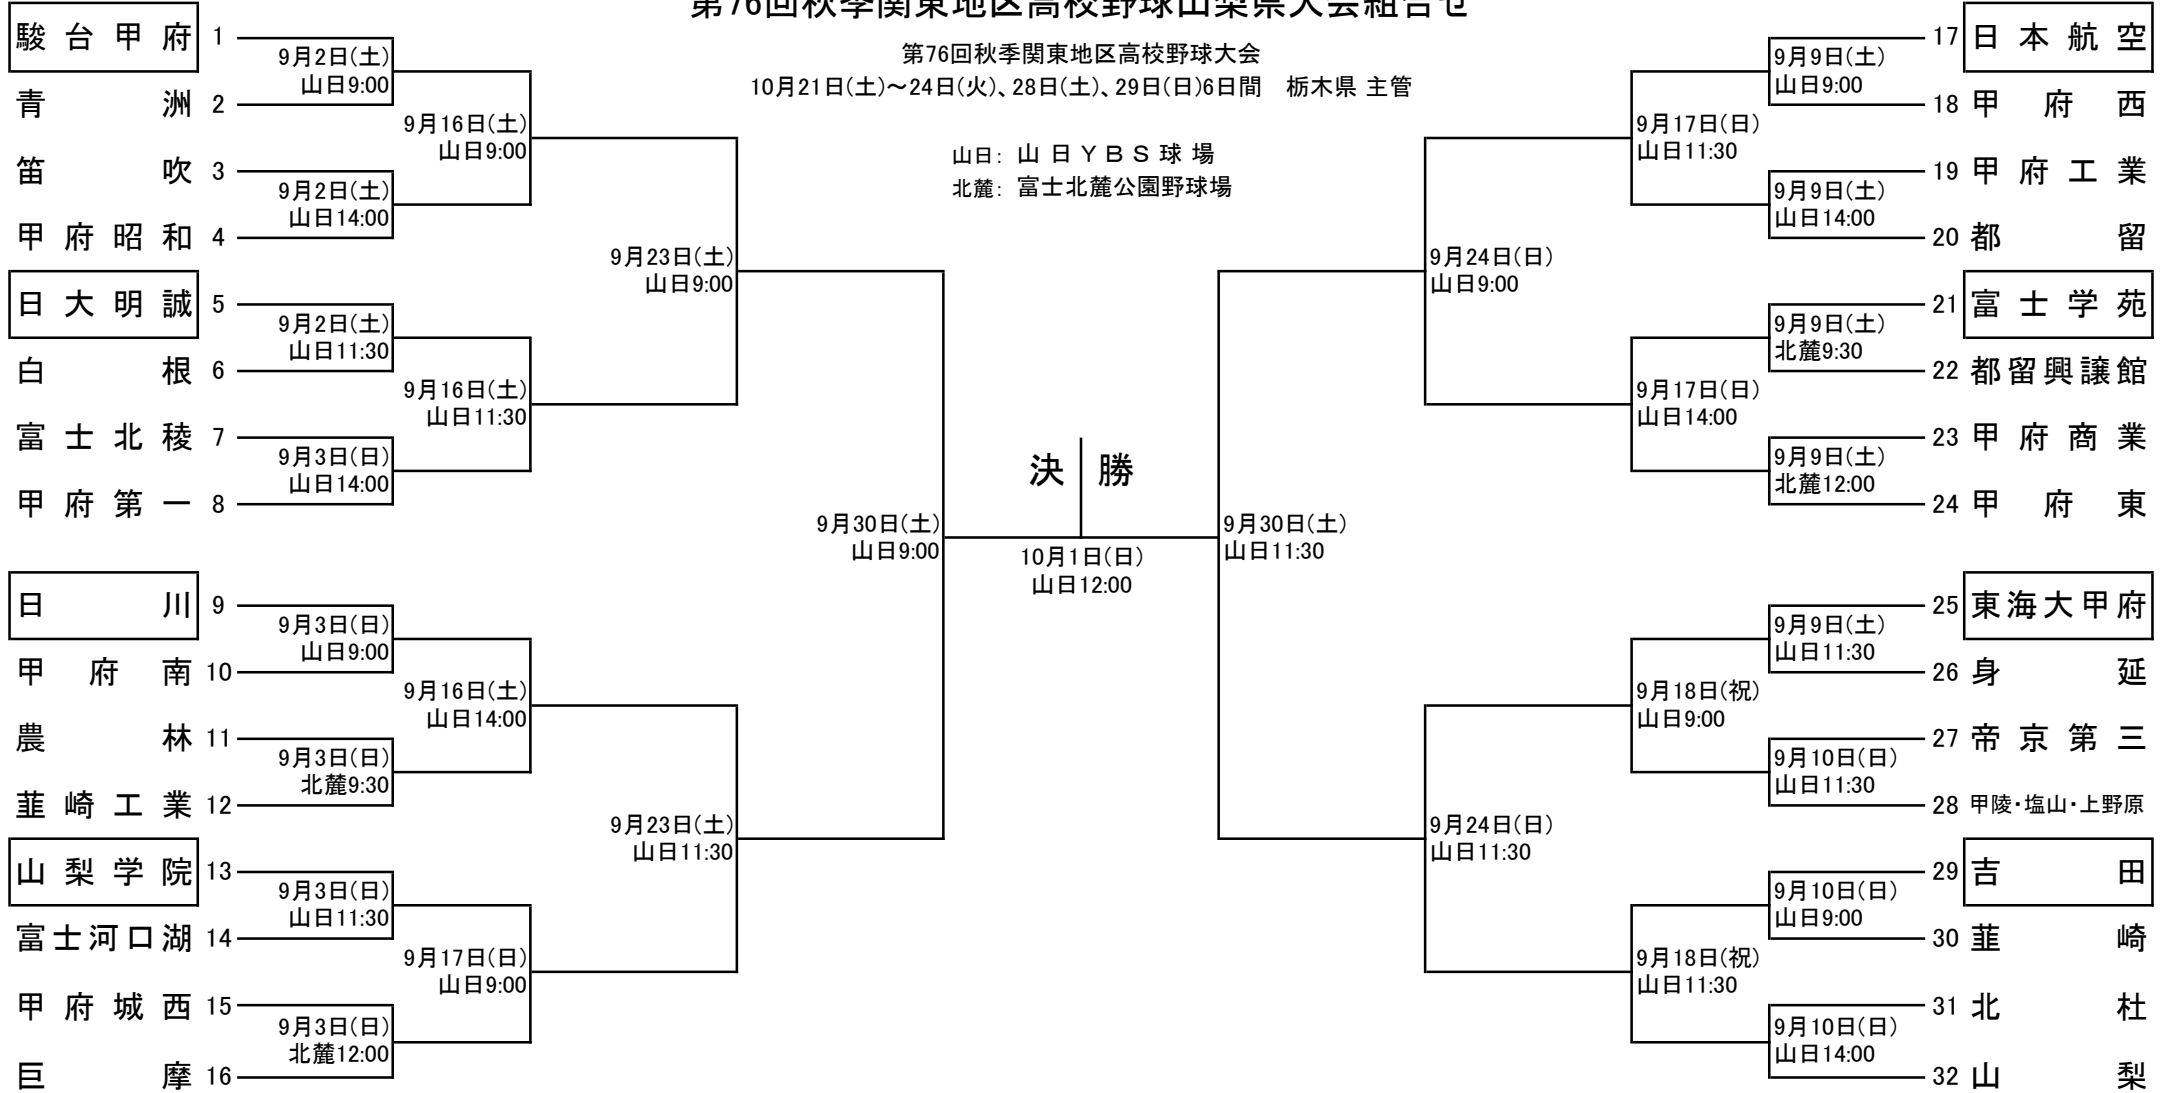 第76回秋季関東地区高校野球山梨県大会組合せ
第76回秋季関東地区高校野球大会
10月21日(土)～24日(火)、28日(土)、29日(日)6日間　栃木県 主管
山日： 山日ＹＢＳ球場
北麓： 富士北麓公園野球場
駿台甲府 1
9月2日(土)
山日9:00
青洲 2
9月16日(土)
山日9:00
笛吹 3
9月2日(土)
山日14:00
甲府昭和 4
9月23日(土)
山日9:00
日大明誠 5
9月2日(土)
山日11:30
白根 6
9月16日(土)
山日11:30
富士北稜 7
9月3日(日)
山日14:00
甲府第一 8
9月30日(土)
山日9:00
日川 9
9月3日(日)
山日9:00
甲府南 10
9月16日(土)
山日14:00
農林 11
9月3日(日)
北麓9:30
韮崎工業 12
9月23日(土)
山日11:30
山梨学院 13
9月3日(日)
山日11:30
富士河口湖 14
9月17日(日)
山日9:00
甲府城西 15
9月3日(日)
北麓12:00
巨摩 16
決勝
10月1日(日)
山日12:00
17 日本航空
9月9日(土)
山日9:00
18 甲府西
9月17日(日)
山日11:30
19 甲府工業
9月9日(土)
山日14:00
20 都留
9月24日(日)
山日9:00
21 富士学苑
9月9日(土)
北麓9:30
22 都留興譲館
9月17日(日)
山日14:00
23 甲府商業
9月9日(土)
北麓12:00
24 甲府東
9月30日(土)
山日11:30
25 東海大甲府
9月9日(土)
山日11:30
26 身延
9月18日(祝)
山日9:00
27 帝京第三
9月10日(日)
山日11:30
28 甲陵・塩山・上野原
9月24日(日)
山日11:30
29 吉田
9月10日(日)
山日9:00
30 韮崎
9月18日(祝)
山日11:30
31 北杜
9月10日(日)
山日14:00
32 山梨